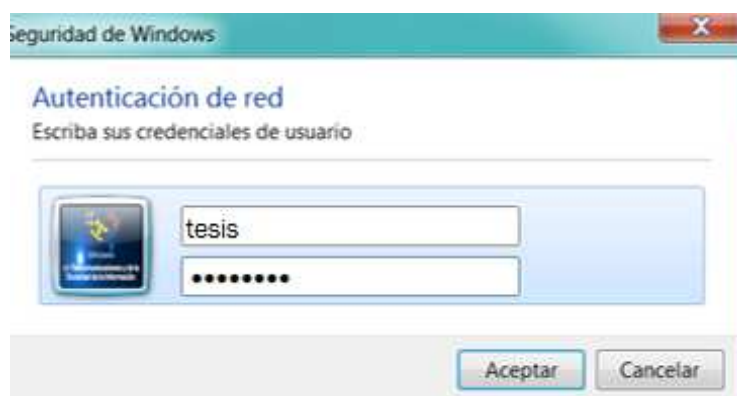 Seguridad de Windows
Autenticación de red
Escriba sus credenciales de usuario
tesis
••••••••
Aceptar
Cancelar